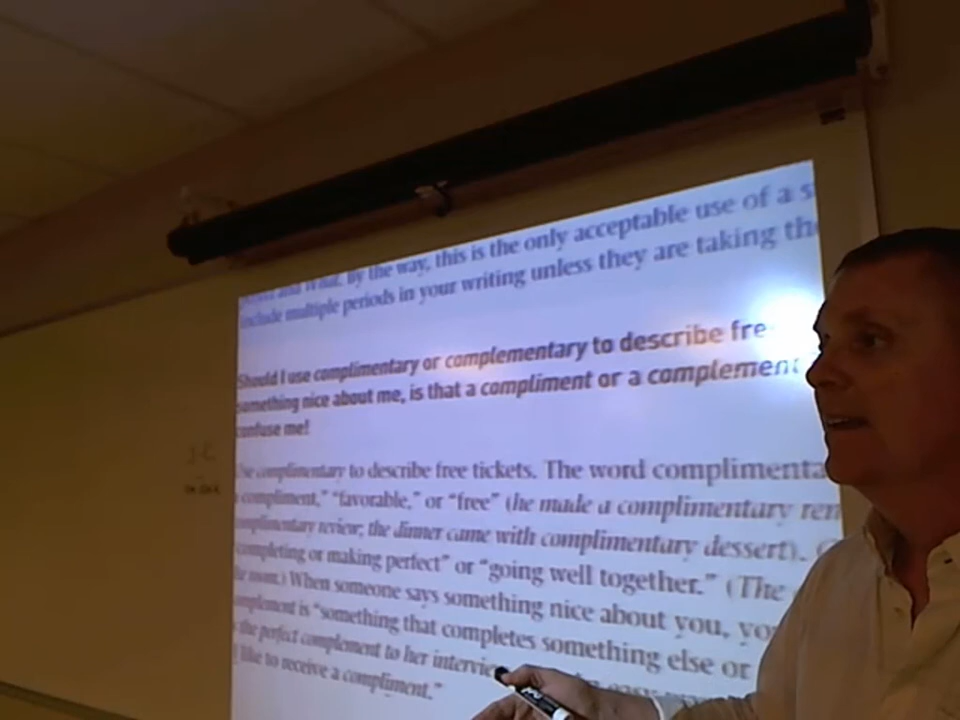 What. By the way, this is the only acceptable use of a s
include multiple periods in your writing unless they are taking the
Should I use complimentary or complementary to describe fre
something nice about me, is that a compliment or a complement
confuse me!
Use complimentary to describe free tickets. The word complimenta
compliment,” “favorable,” or “free” (he made a complimentary rem
complimentary review; the dinner came with complimentary dessert). (
completing or making perfect” or “going well together.” (The
the room.) When someone says something nice about you, yo
complement is “something that completes something else or
the perfect complement to her intervie
I like to receive a compliment.”